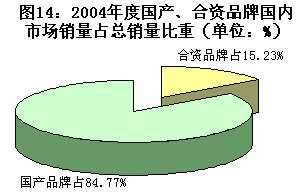 图14：2004年度国产、合资品牌国内
市场销量占总销量比重（单位：%）
合资品牌占15.23%
国产品牌占84.77%